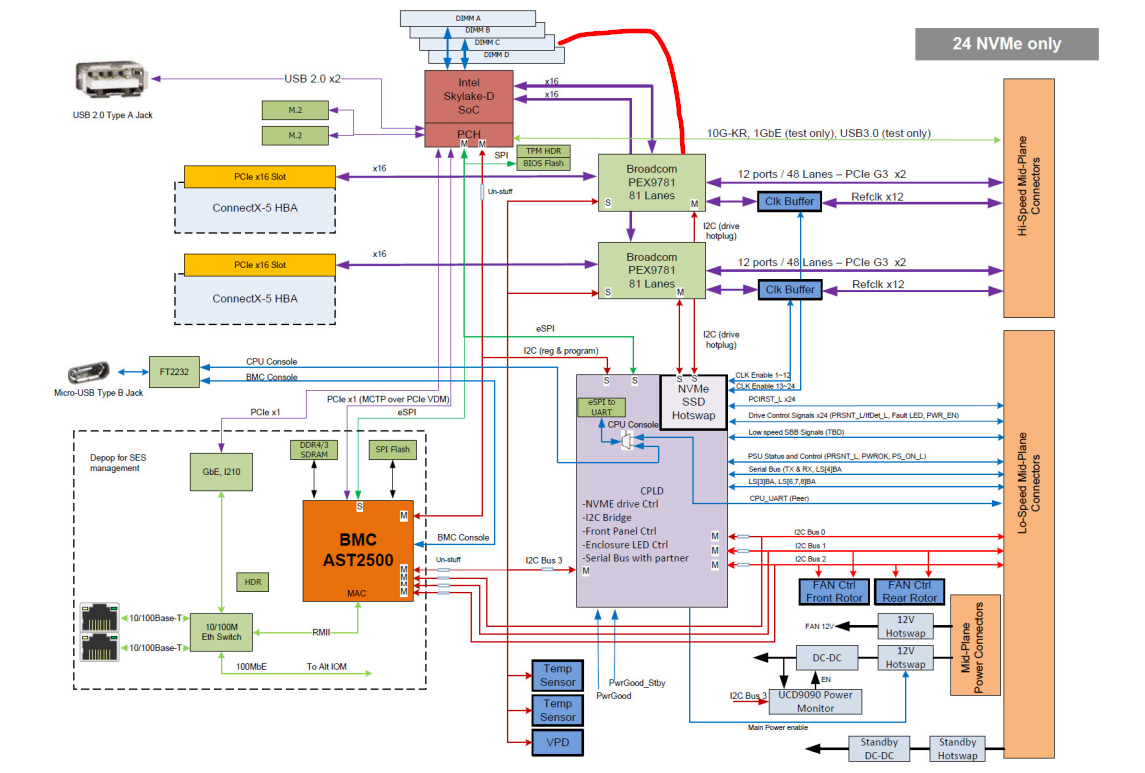 DIMM A
DIMM B
DIMM C
DIMM D
24 NVMe only
USB 2.0 Type A Jack
USB 2.0 x2
M.2
M.2
Intel
Skylake-D
SoC
PCH
M
M
x16
x16
10G-KR, 1GbE (test only), USB3.0 (test only)
SPI
TPM HDR
BIOS Flash
Un-stuff
PCIe x16 Slot
ConnectX-5 HBA
x16
Broadcom
PEX9781
81 Lanes
S
M
12 ports / 48 Lanes – PCIe G3 x2
Clk Buffer
Refclk x12
Hi-Speed Mid-Plane
Connectors
I2C (drive
hotplug)
PCIe x16 Slot
ConnectX-5 HBA
x16
Broadcom
PEX9781
81 Lanes
S
M
12 ports / 48 Lanes – PCIe G3 x2
Clk Buffer
Refclk x12
I2C (drive
hotplug)
eSPI
I2C (reg & program)
Micro-USB Type B Jack
FT2232
CPU Console
BMC Console
PCIe x1
PCIe x1 (MCTP over PCIe VDM)
eSPI
S
S
S
S
NVMe
SSD
Hotswap
eSPI to
UART
CPU Console
CPLD
-NVME drive Ctrl
-I2C Bridge
-Front Panel Ctrl
-Enclosure LED Ctrl
-Serial Bus with partner
CLK Enable 1~12
CLK Enable 13~24
PCIRST_L x24
Drive Control Signals x24 (PRSNT_L/IfDet_L, Fault LED, PWR_EN)
Low speed SBB Signals (TBD)
PSU Status and Control (PRSNT_L, PWROK, PS_ON_L)
Serial Bus (TX & RX, LS[4]BA
LS[3]BA, LS[6,7,8]BA
CPU_UART (Peer)
Lo-Speed Mid-Plane
Connectors
M
M
M
M
I2C Bus 0
I2C Bus 1
I2C Bus 2
FAN Ctrl
Front Rotor
FAN Ctrl
Rear Rotor
Depop for SES
management
GbE, I210
DDR4/3
SDRAM
SPI Flash
S
M
BMC
AST2500
MAC
M
M
M
M
BMC Console
Un-stuff
I2C Bus 3
HDR
10/100Base-T
10/100Base-T
10/100M
Eth Switch
RMII
100MbE
To Alt IOM
Temp
Sensor
Temp
Sensor
VPD
PwrGood_Stby
PwrGood
FAN 12V
12V
Hotswap
DC-DC
12V
Hotswap
EN
I2C Bus 3
UCD9090 Power
Monitor
Main Power enable
Mid-Plane
Power Connectors
Standby
DC-DC
Standby
Hotswap